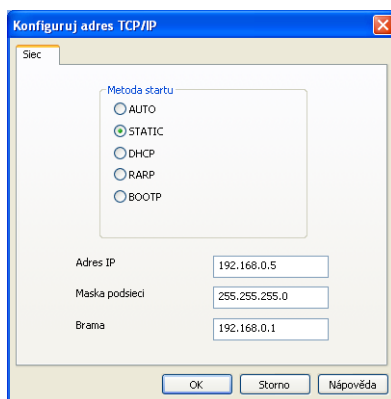 Konfiguruj adres TCP/IP
Siec
Metoda startu
AUTO
STATIC
DHCP
RARP
BOOTP
Adres IP 192.168.0.5
Maska podsieci 255.255.255.0
Brama 192.168.0.1
OK Storno Nápověda